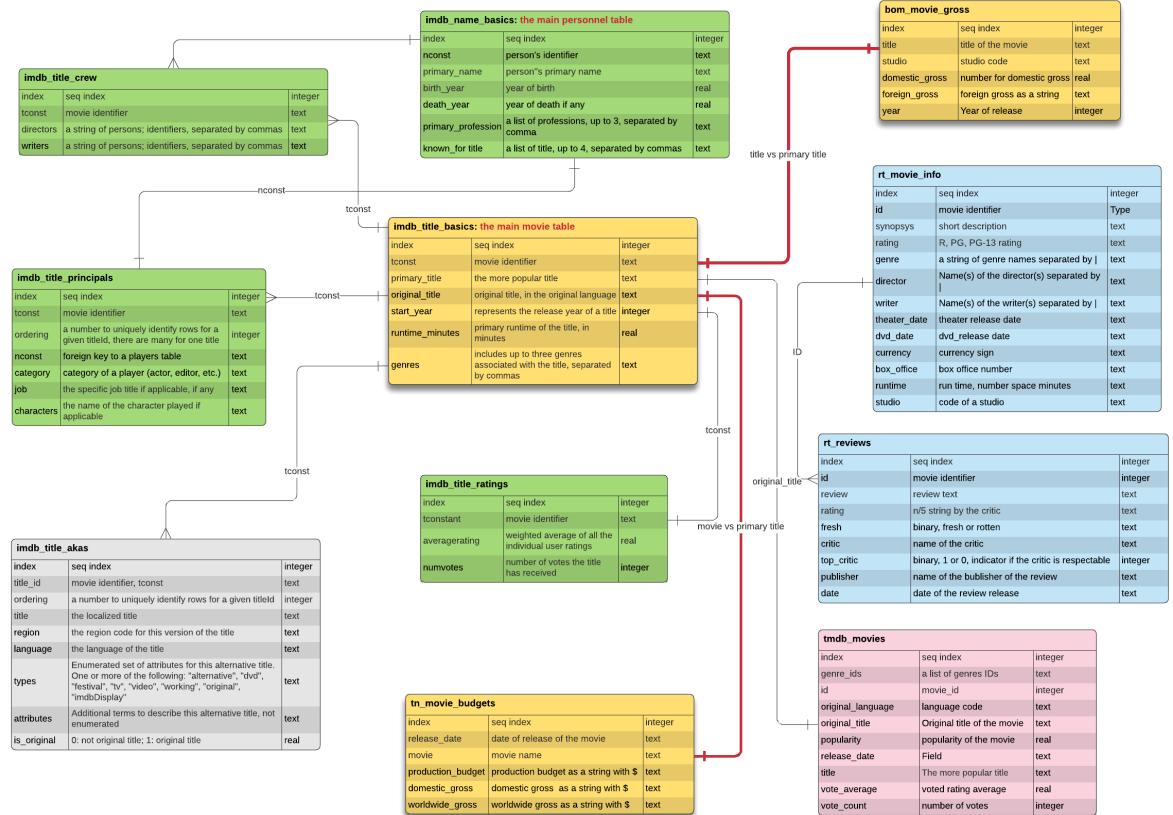 imdb_name_basics: the main personnel table
index seq index integer
nconst person's identifier text
primary_name person"s primary name text
birth_year year of birth real
death_year year of death if any real
primary_profession a list of professions, up to 3, separated by
comma text
known_for title a list of title, up to 4, separated by commas text
bom_movie_gross
index seq index integer
title title of the movie text
studio studio code text
domestic_gross number for domestic gross real
foreign_gross foreign gross as a string text
year Year of release integer
imdb_title_crew
index seq index integer
tconst movie identifier text
directors a string of persons; identifiers, separated by commas text
writers a string of persons; identifiers, separated by commas text
title vs primary title
nconst
tconst
rt_movie_info
index seq index integer
id movie identifier Type
synopsys short description text
rating R, PG, PG-13 rating text
genre a string of genre names separated by | text
director Name(s) of the director(s) separated by
| text
writer Name(s) of the writer(s) separated by | text
theater_date theater release date text
dvd_date dvd_release date text
currency currency sign text
box_office box office number text
runtime run time, number space minutes text
studio code of a studio text
imdb_title_basics: the main movie table
index seq index integer
tconst movie identifier text
primary_title the more popular title text
original_title original title, in the original language text
start_year represents the release year of a title integer
runtime_minutes primary runtime of the title, in
minutes real
genres includes up to three genres
associated with the title, separated
by commas text
imdb_title_principals
index seq index integer
tconst movie identifier text
ordering a number to uniquely identify rows for a
given titleId, there are many for one title integer
nconst foreign key to a players table text
category category of a player (actor, editor, etc.) text
job the specific job title if applicable, if any text
characters the name of the character played if
applicable text
tconst
ID
tconst
tconst
original_title
movie vs primary title
rt_reviews
index seq index integer
id movie identifier integer
review review text text
rating n/5 string by the critic text
fresh binary, fresh or rotten text
critic name of the critic text
top_critic binary, 1 or 0, indicator if the critic is respectable integer
publisher name of the bublisher of the review text
date date of the review release text
imdb_title_ratings
index seq index integer
tconstant movie identifier text
averagerating weighted average of all the
individual user ratings real
numvotes number of votes the title
has received integer
imdb_title_akas
index seq index integer
title_id movie identifier, tconst text
ordering a number to uniquely identify rows for a given titleId integer
title the localized title text
region the region code for this version of the title text
language the language of the title text
types Enumerated set of attributes for this alternative title.
One or more of the following: "alternative", "dvd",
"festival", "tv", "video", "working", "original",
"imdbDisplay" text
attributes Additional terms to describe this alternative title, not
enumerated text
is_original 0: not original title; 1: original title real
tmdb_movies
index seq index integer
genre_ids a list of genres IDs text
id movie_id integer
original_language language code text
original_title Original title of the movie text
popularity popularity of the movie real
release_date Field text
title The more popular title text
vote_average voted rating average real
vote_count number of votes integer
tn_movie_budgets
index seq index integer
release_date date of release of the movie text
movie movie name text
production_budget production budget as a string with $ text
domestic_gross domestic gross as a string with $ text
worldwide_gross worldwide gross as a string with $ text